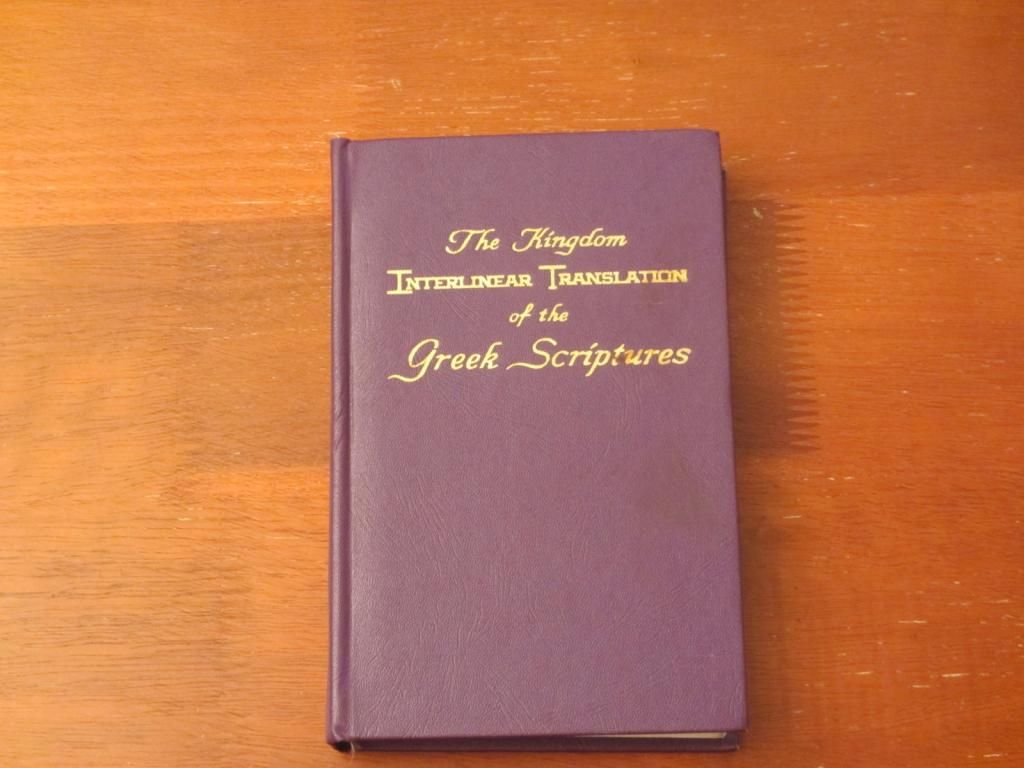 The Kingdom
INTERLINEAR TRANSLATION
of the
Greek Scriptures